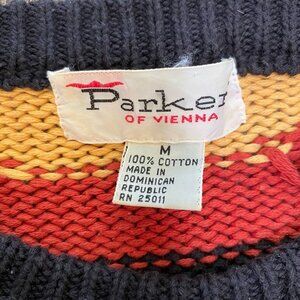 Parker
OF VIENNA
M
100% COTTON
MADE IN
DOMINICAN
REPUBLIC
RN 25011